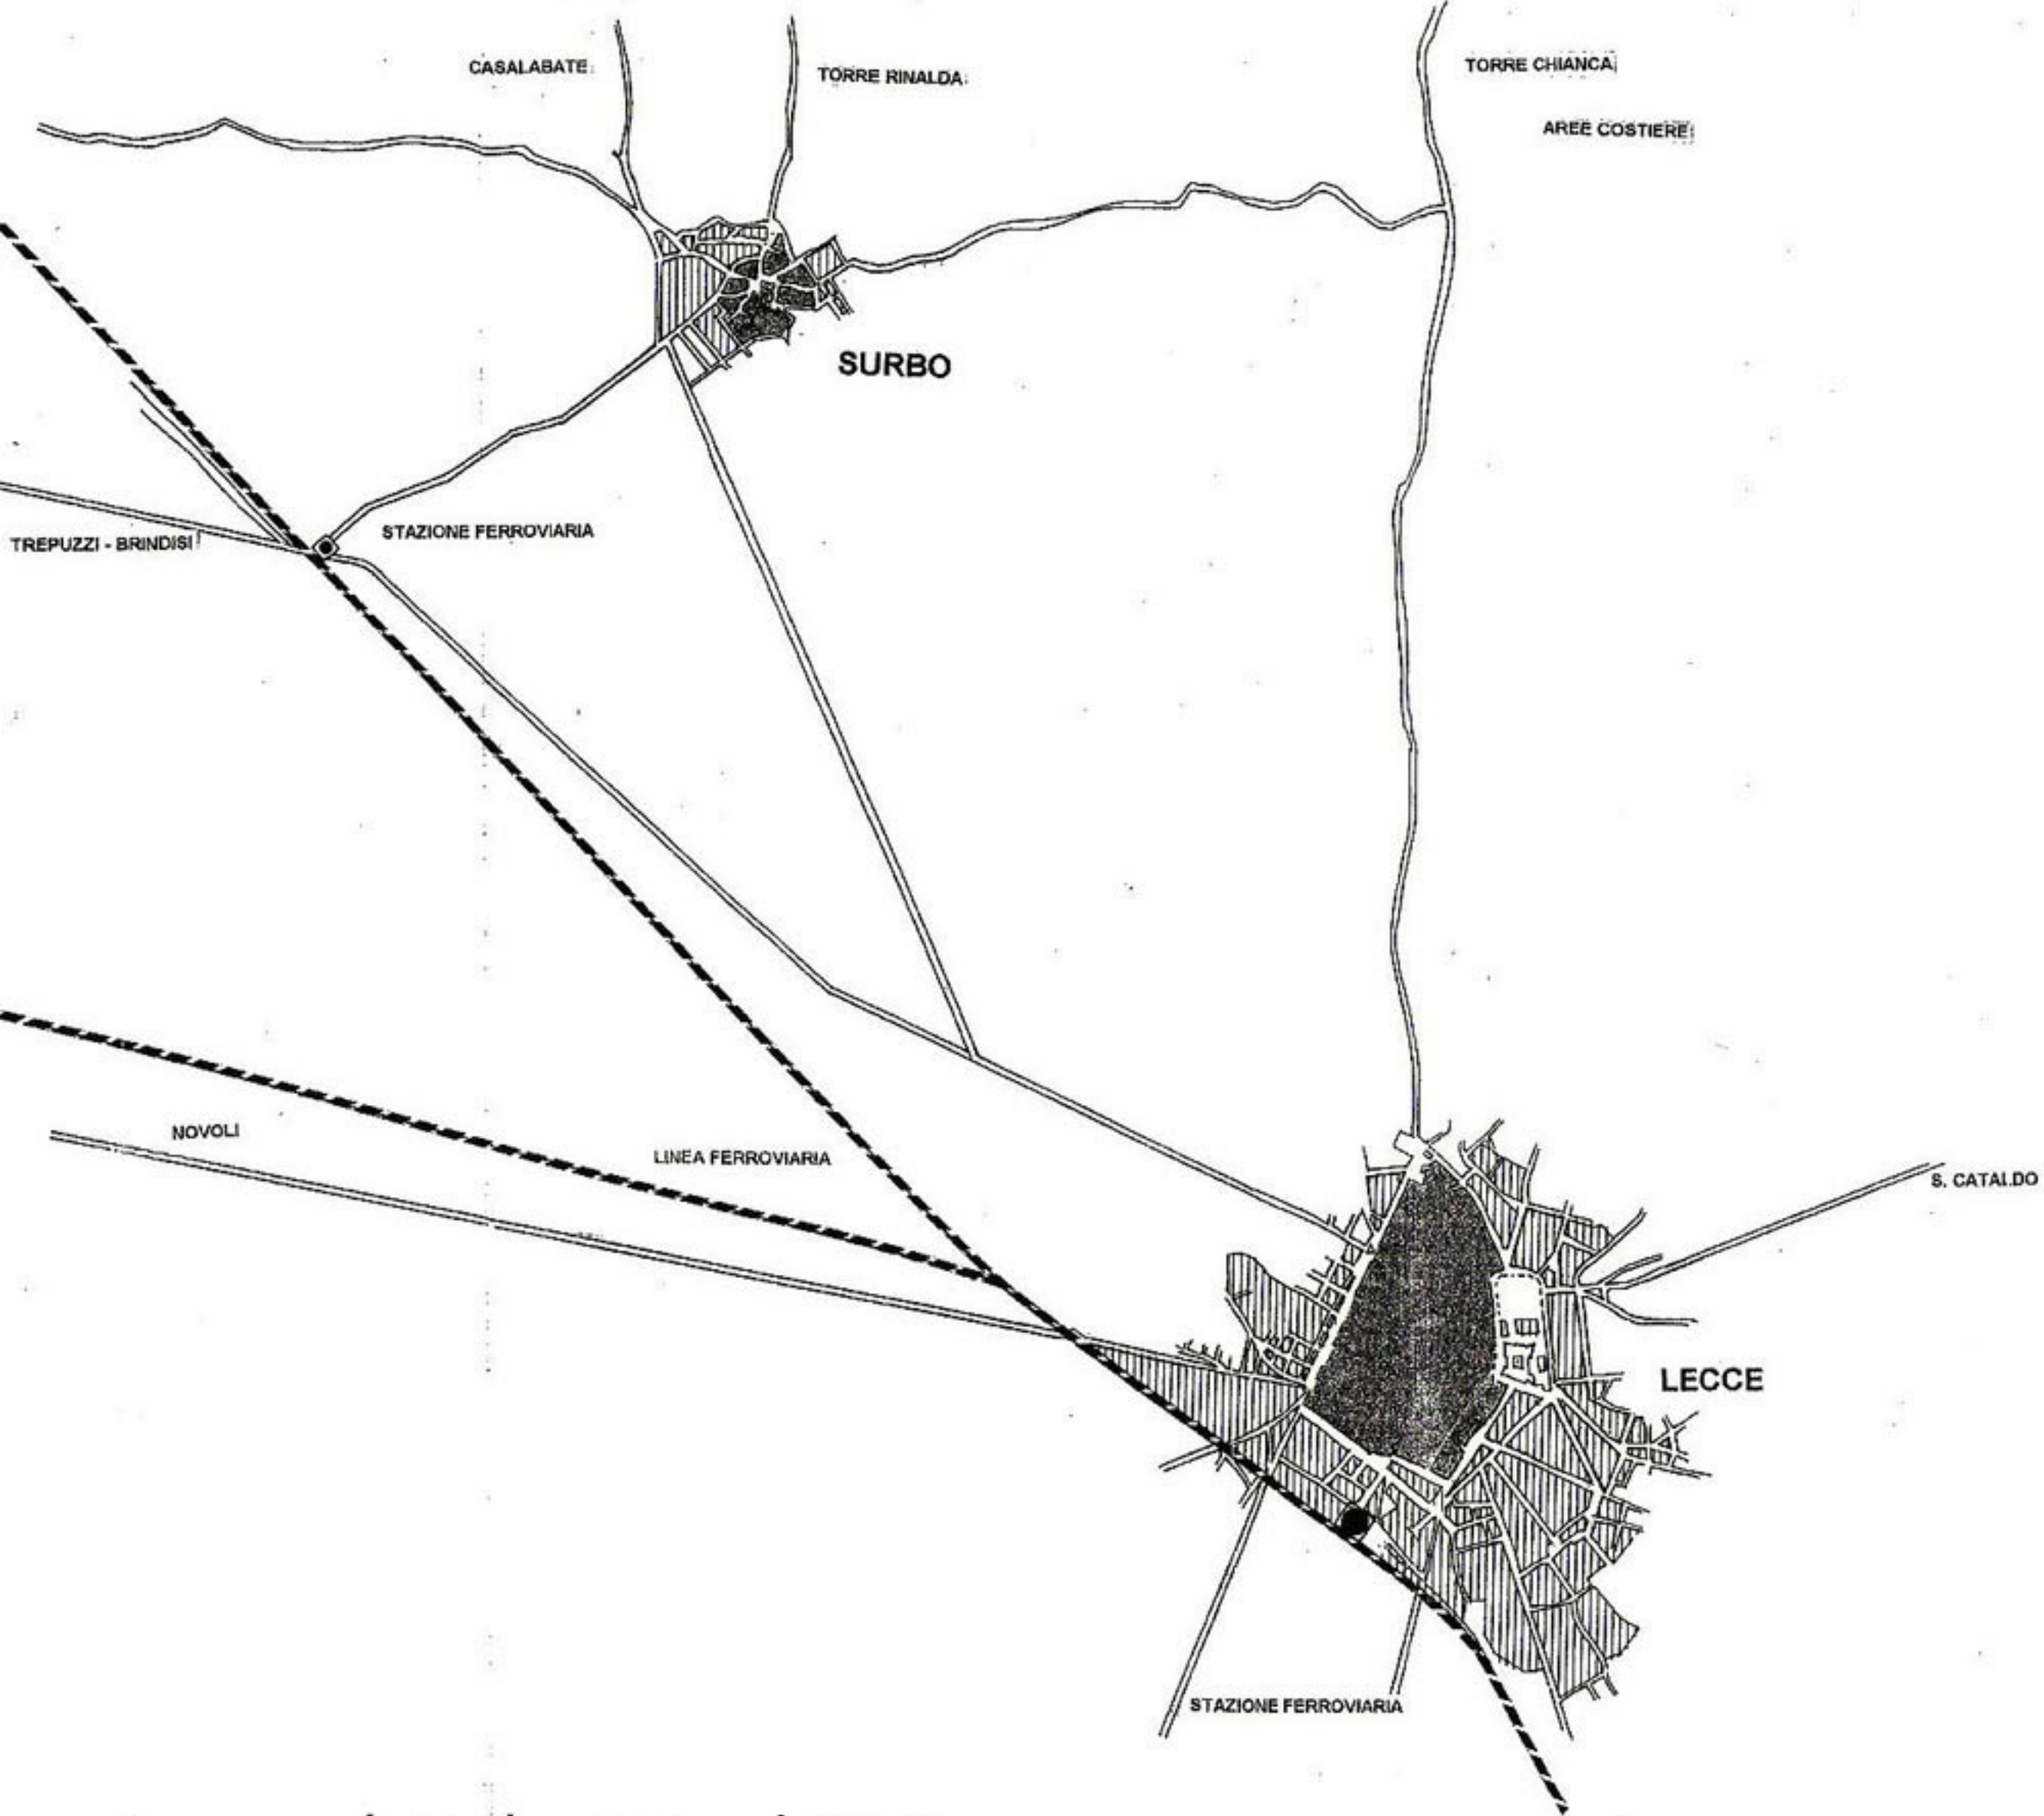 CASALABATE
TORRE RINALDA
TORRE CHIANCA
AREE COSTIERE
SURBO
STAZIONE FERROVIARIA
TREPUZZI - BRINDISI
NOVOLI
LINEA FERROVIARIA
S. CATALDO
LECCE
STAZIONE FERROVIARIA